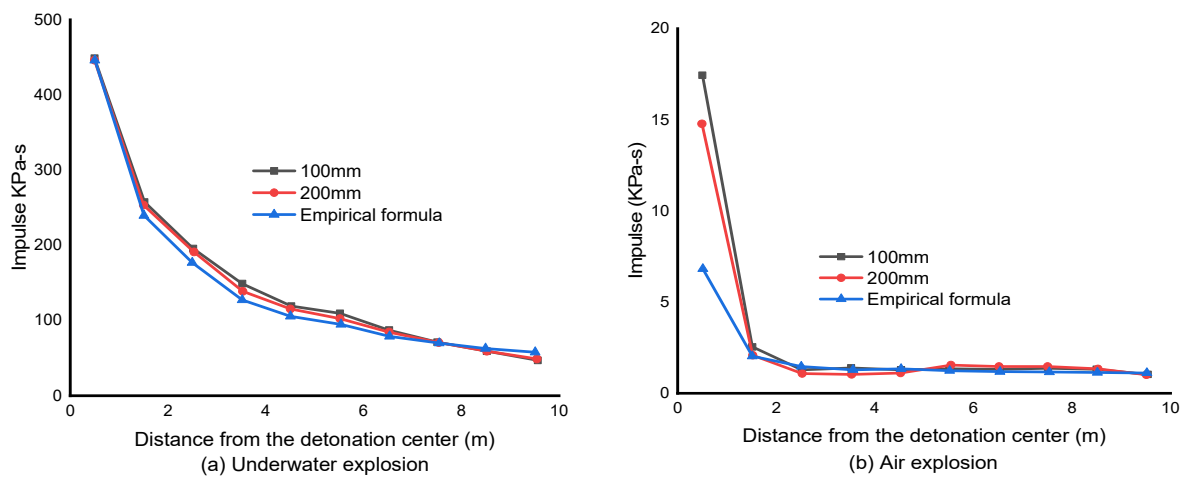 500
400
300
200
100
0
Impulse KPa-s
100mm
200mm
Empirical formula
0 2 4 6 8 10
Distance from the detonation center (m)
(a) Underwater explosion
20
15
10
5
0
Impulse (KPa-s)
100mm
200mm
Empirical formula
0 2 4 6 8 10
Distance from the detonation center (m)
(b) Air explosion